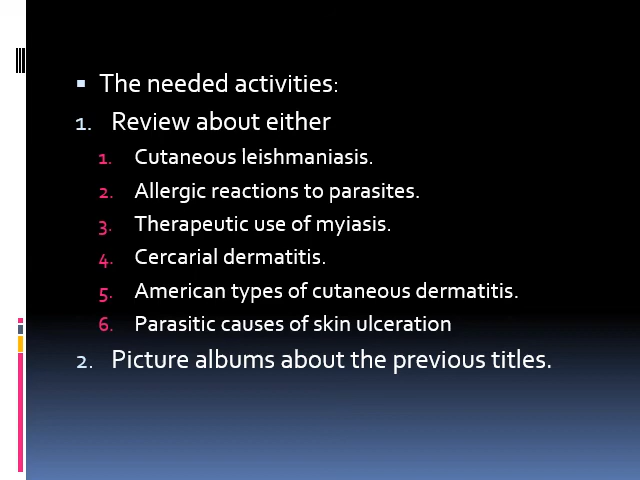 ▪ The needed activities:
1. Review about either
1. Cutaneous leishmaniasis.
2. Allergic reactions to parasites.
3. Therapeutic use of myiasis.
4. Cercarial dermatitis.
5. American types of cutaneous dermatitis.
6. Parasitic causes of skin ulceration
2. Picture albums about the previous titles.